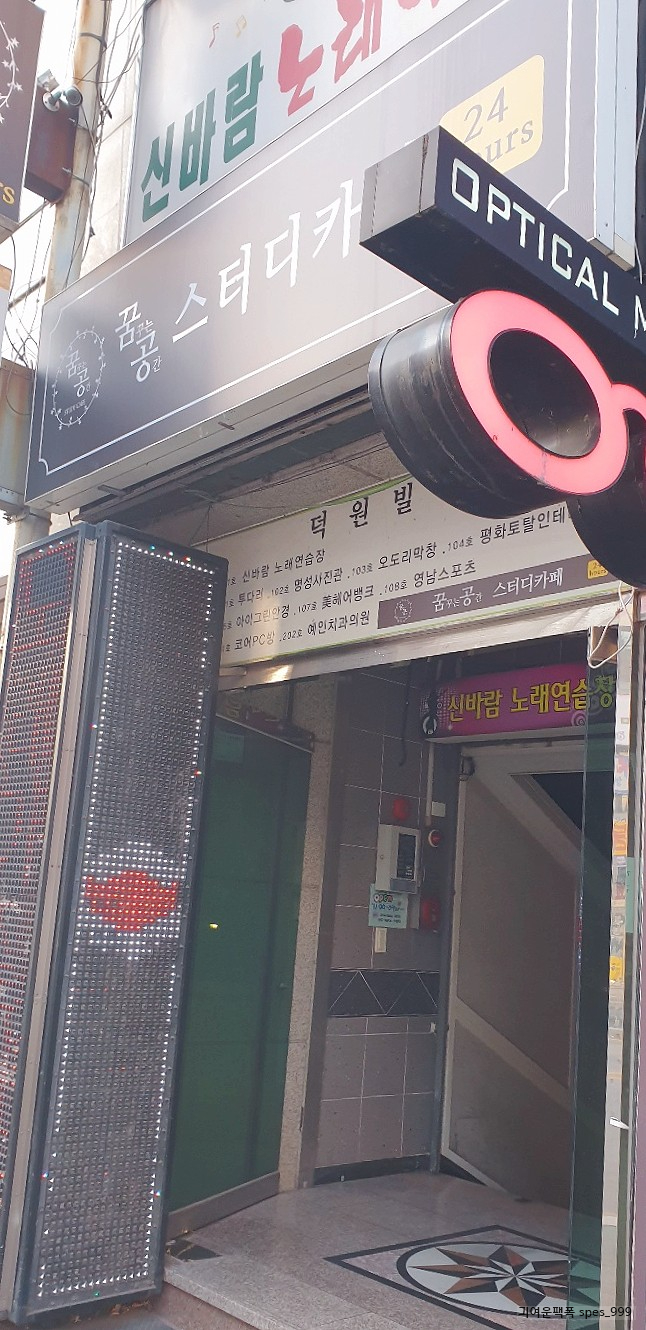 신바람 노래
24
스터디카
꿈꾸는
공간
꿈꾸는
공간
OPTICAL
덕원빌
신바람 노래연습장
투다리 .102호 명성사진관 .103호 오도리막창 .104호 평화토탈인테
아이그린안경 .107호 美헤어뱅크 .108호 영남스포츠
코어PC방 .202호 예인치과의원
꿈꾸는공간 스터디카페
신바람 노래연습장
OPEN
귀여운팩폭 spes_999